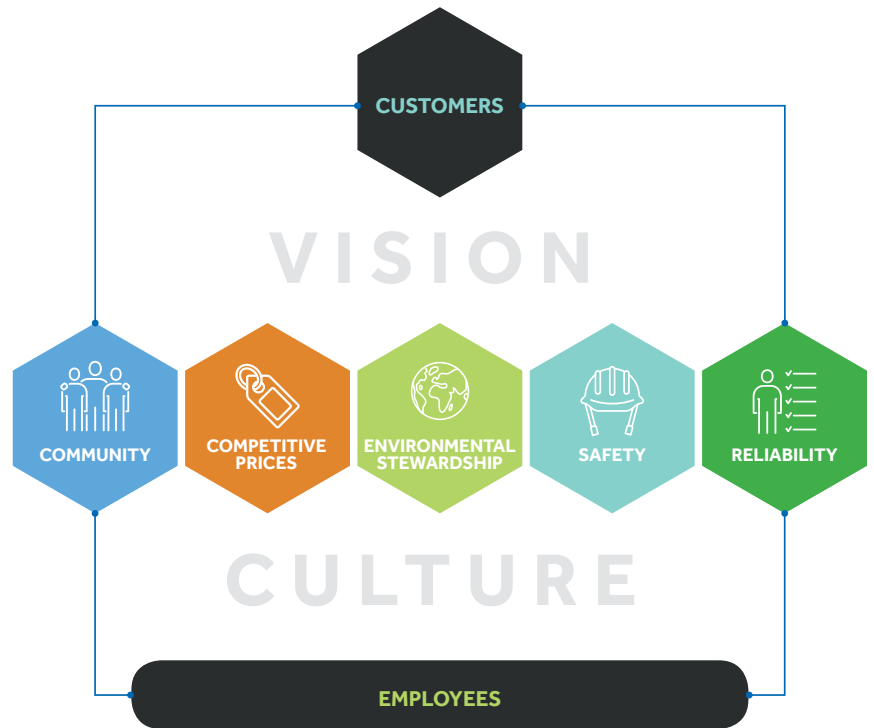 CUSTOMERS
VISION
COMMUNITY
COMPETITIVE
PRICES
ENVIRONMENTAL
STEWARDSHIP
SAFETY
RELIABILITY
CULTURE
EMPLOYEES